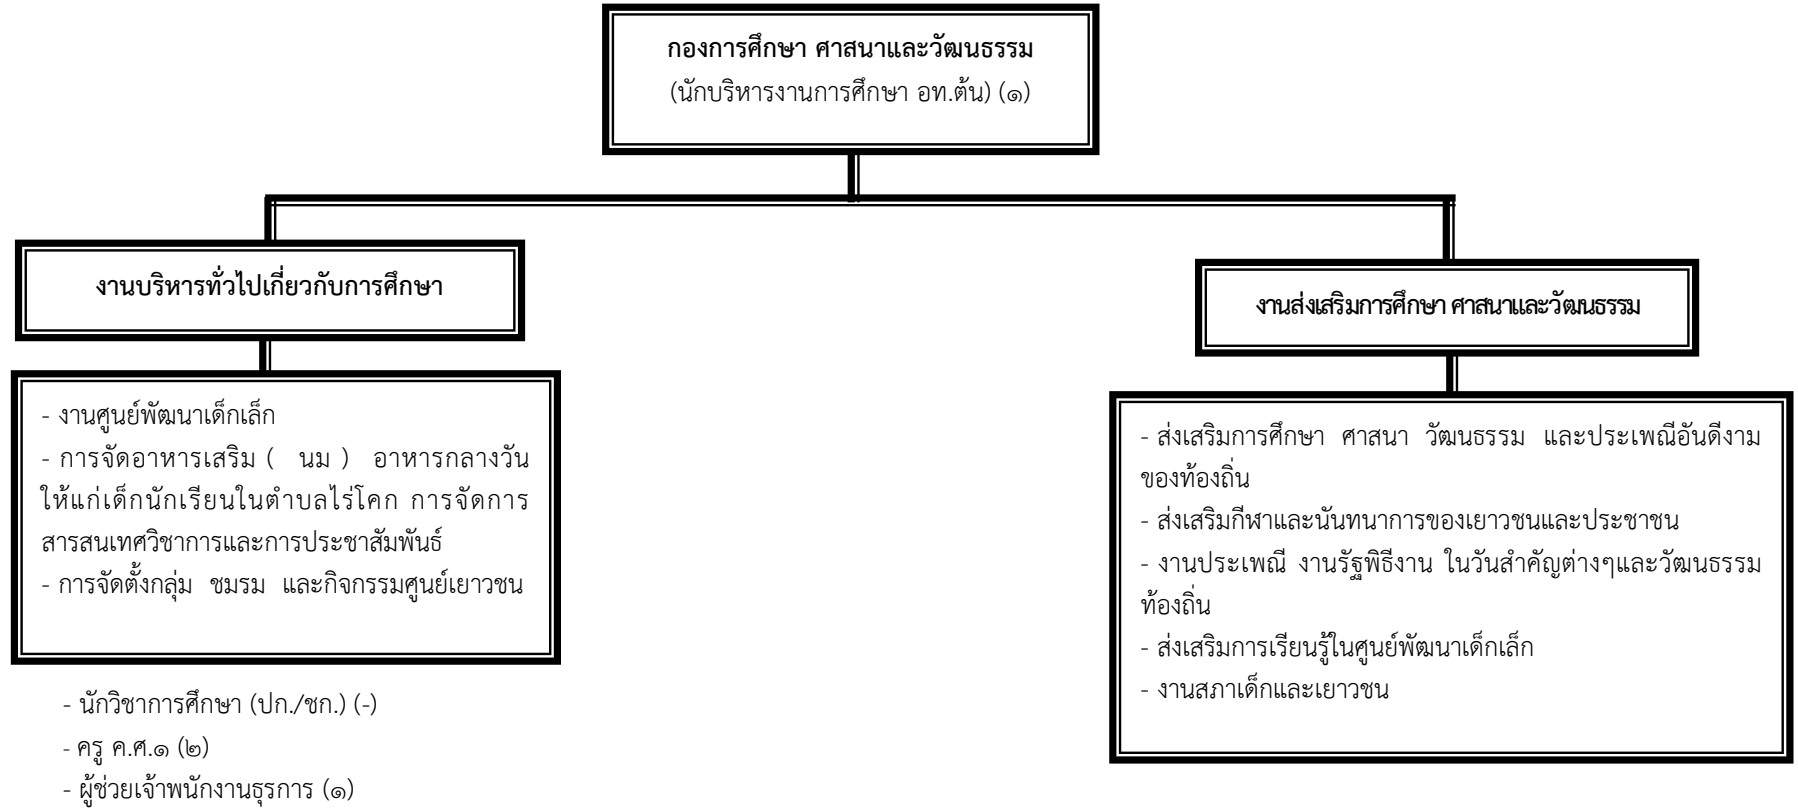 กองการศึกษา ศาสนาและวัฒนธรรม
(นักบริหารงานการศึกษา อท.ต้น) (๑)
งานบริหารทั่วไปเกี่ยวกับการศึกษา
- งานศูนย์พัฒนาเด็กเล็ก
- การจัดอาหารเสริม ( นม ) อาหารกลางวัน
ให้แก่เด็กนักเรียนในตำบลไร่โคก การจัดการ
สารสนเทศวิชาการและการประชาสัมพันธ์
- การจัดตั้งกลุ่ม ชมรม และกิจกรรมศูนย์เยาวชน
- นักวิชาการศึกษา (ปก./ชก.) (-)
- ครู ค.ศ.๑ (๒)
- ผู้ช่วยเจ้าพนักงานธุรการ (๑)
งานส่งเสริมการศึกษา ศาสนาและวัฒนธรรม
- ส่งเสริมการศึกษา ศาสนา วัฒนธรรม และประเพณีอันดีงาม
ของท้องถิ่น
- ส่งเสริมกีฬาและนันทนาการของเยาวชนและประชาชน
- งานประเพณี งานรัฐพิธีงาน ในวันสำคัญต่างๆและวัฒนธรรม
ท้องถิ่น
- ส่งเสริมการเรียนรู้ในศูนย์พัฒนาเด็กเล็ก
- งานสภาเด็กและเยาวชน